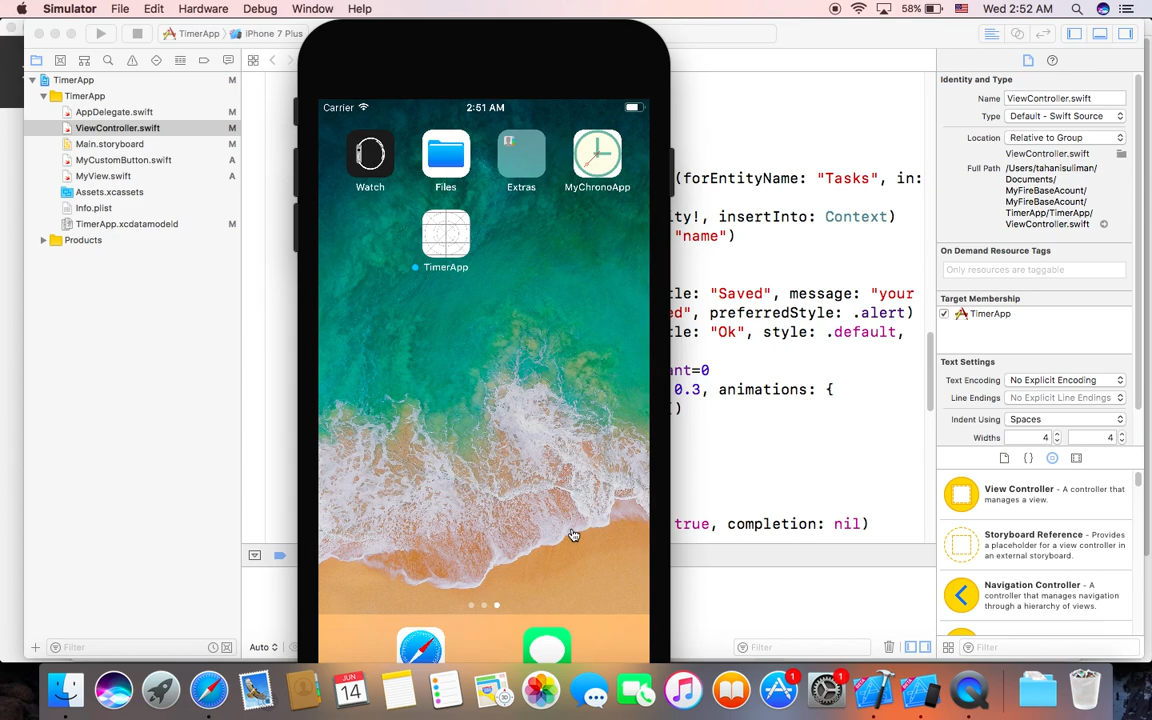 Simulator File Edit Hardware Debug Window Help 58% Wed 2:52 AM
TimerApp iPhone 7 Plus
TimerApp M
TimerApp
AppDelegate.swift M
ViewController.swift M
Main.storyboard M
MyCustomButton.swift A
MyView.swift A
Assets.xcassets
Info.plist
TimerApp.xcdatamodeld M
Products
Filter
Carrier 2:51 AM
Watch Files Extras MyChronoApp
TimerApp
(forEntityName: "Tasks", in:
ity!, insertInto: Context)
"name")
tle: "Saved", message: "your
ed", preferredStyle: .alert)
tle: "Ok", style: .default,
ant=0
0.3, animations: {
()
true, completion: nil)
Auto
Filter
Identity and Type
Name ViewController.swift
Type Default - Swift Source
Location Relative to Group
ViewController.swift
Full Path /Users/tahanisuliman/
Documents/
MyFireBaseAcount/
MyFireBaseAcount/
TimerApp/TimerApp/
ViewController.swift
On Demand Resource Tags
Only resources are taggable
Target Membership
TimerApp
Text Settings
Text Encoding No Explicit Encoding
Line Endings No Explicit Line Endings
Indent Using Spaces
Widths 4 4
View Controller - A controller that
manages a view.
Storyboard Reference - Provides
a placeholder for a view controller in
an external storyboard.
Navigation Controller - A
controller that manages navigation
through a hierarchy of views.
Filter
JUN
14
1
1